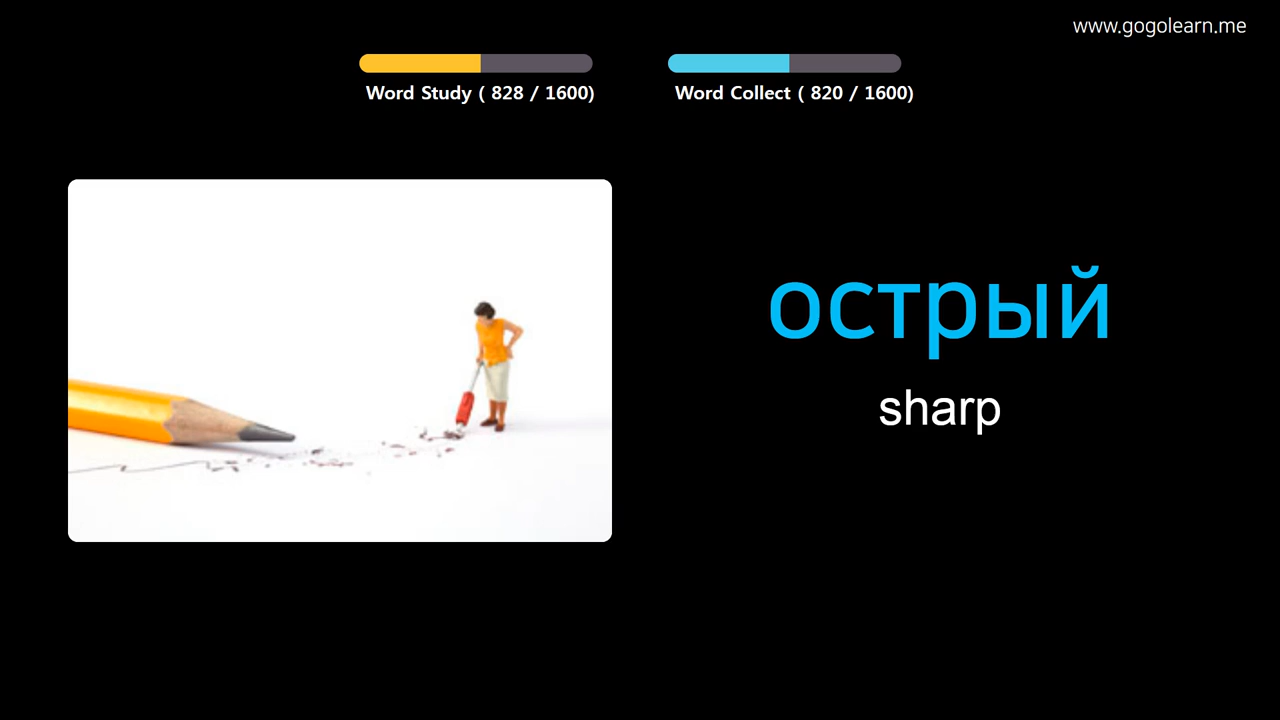 www.gogolearn.me
Word Study ( 828 / 1600)
Word Collect ( 820 / 1600)
острый
sharp